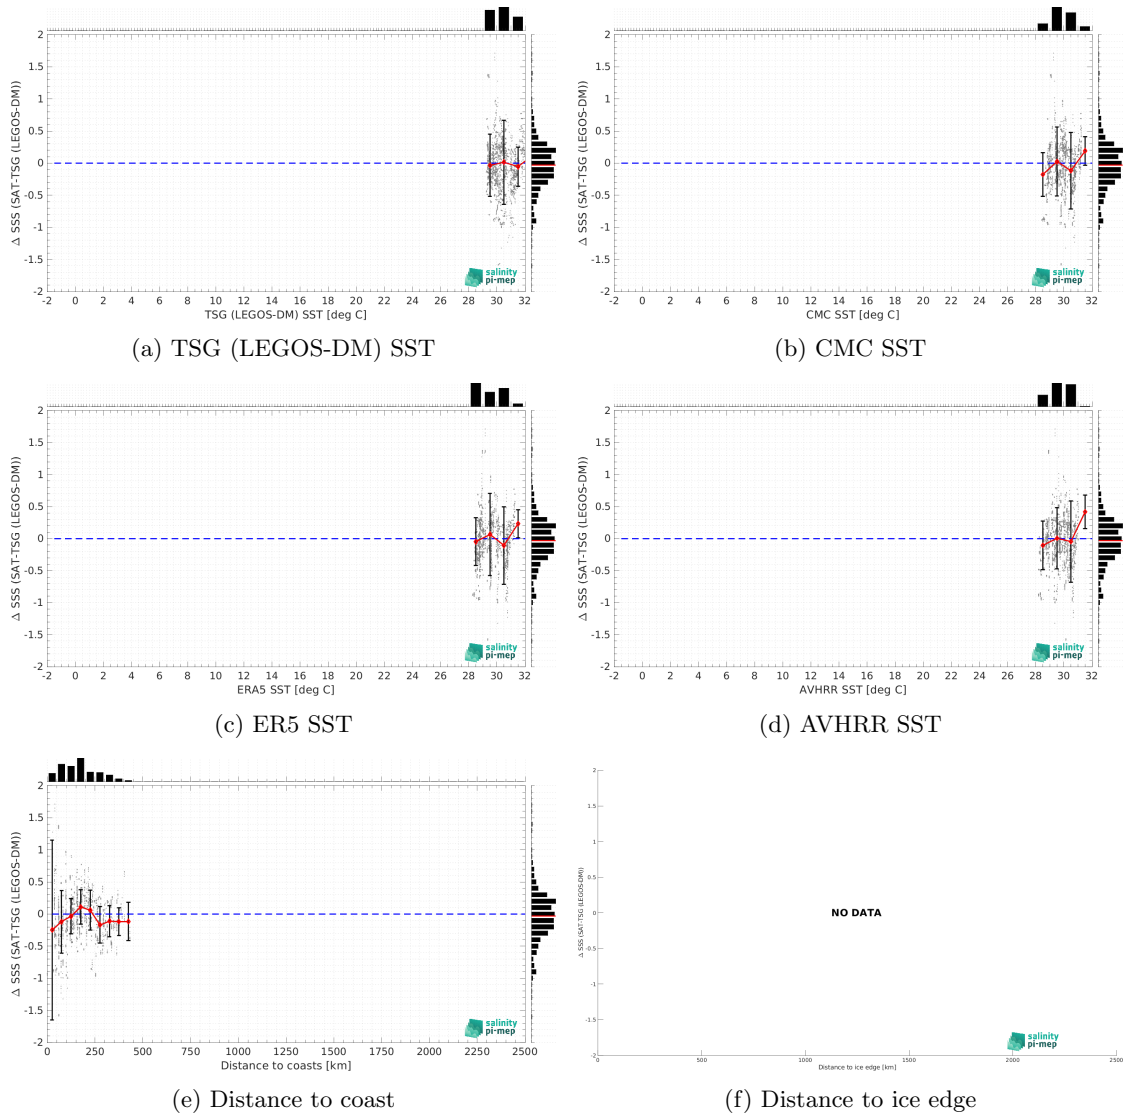 2
1.5
1
0.5
0
-0.5
-1
-1.5
-2
Δ SSS (SAT-TSG (LEGOS-DM))
salinity
pi-mep
-2 0 2 4 6 8 10 12 14 16 18 20 22 24 26 28 30 32
TSG (LEGOS-DM) SST [deg C]
(a) TSG (LEGOS-DM) SST
2
1.5
1
0.5
0
-0.5
-1
-1.5
-2
Δ SSS (SAT-TSG (LEGOS-DM))
salinity
pi-mep
-2 0 2 4 6 8 10 12 14 16 18 20 22 24 26 28 30 32
CMC SST [deg C]
(b) CMC SST
2
1.5
1
0.5
0
-0.5
-1
-1.5
-2
Δ SSS (SAT-TSG (LEGOS-DM))
salinity
pi-mep
-2 0 2 4 6 8 10 12 14 16 18 20 22 24 26 28 30 32
ERA5 SST [deg C]
(c) ER5 SST
2
1.5
1
0.5
0
-0.5
-1
-1.5
-2
Δ SSS (SAT-TSG (LEGOS-DM))
salinity
pi-mep
-2 0 2 4 6 8 10 12 14 16 18 20 22 24 26 28 30 32
AVHRR SST [deg C]
(d) AVHRR SST
2
1.5
1
0.5
0
-0.5
-1
-1.5
-2
Δ SSS (SAT-TSG (LEGOS-DM))
salinity
pi-mep
0 250 500 750 1000 1250 1500 1750 2000 2250 2500
Distance to coasts [km]
(e) Distance to coast
2
1.5
1
0.5
0
-0.5
-1
-1.5
-2
Δ SSS (SAT-TSG (LEGOS-DM))
NO DATA
salinity
pi-mep
0 500 1000 1500 2000 2500
Distance to ice edge [km]
(f) Distance to ice edge